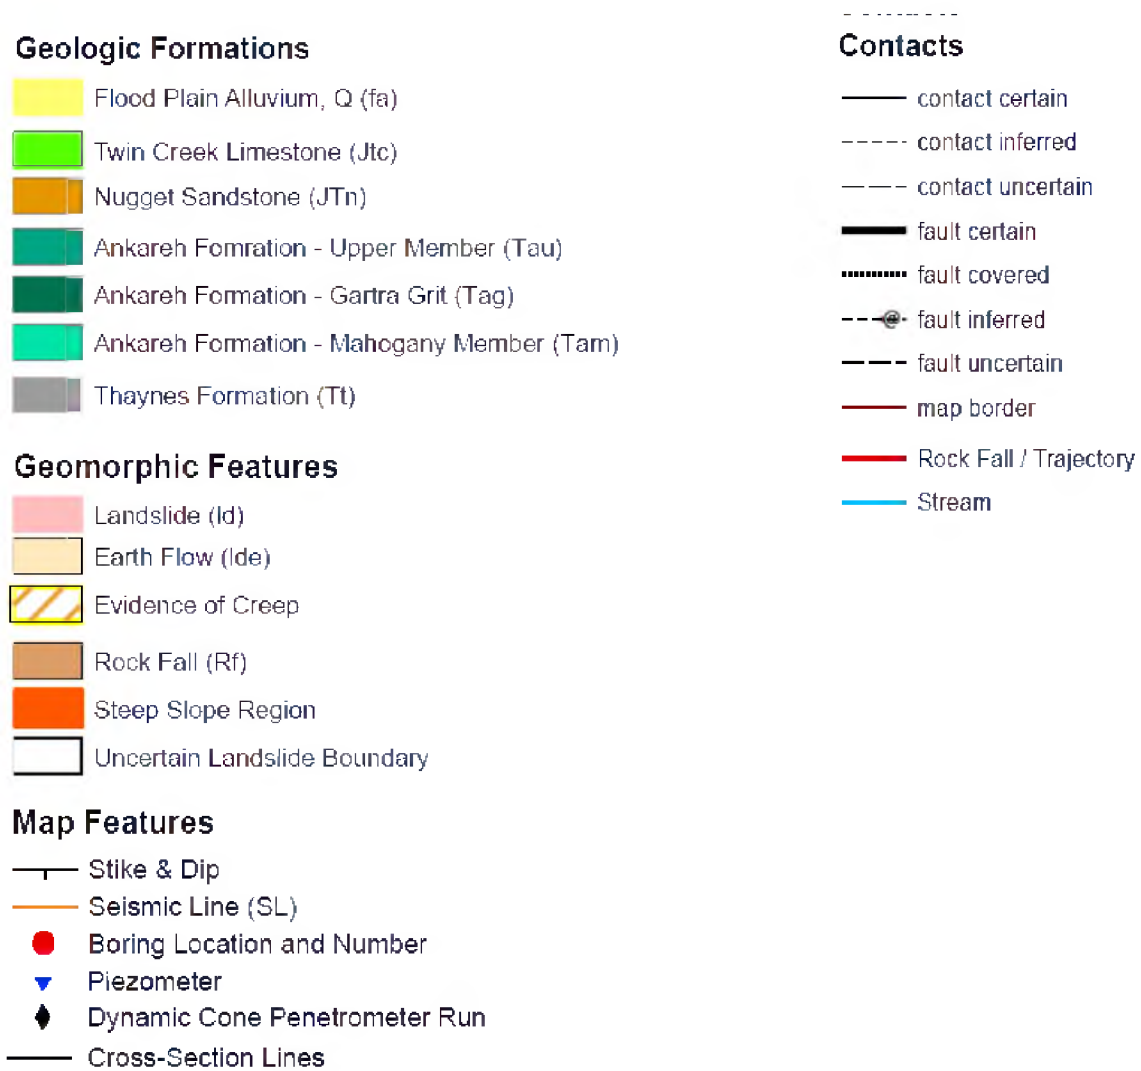 Geologic Formations
Flood Plain Alluvium, Q (fa)
Twin Creek Limestone (Jtc)
Nugget Sandstone (JTn)
Ankareh Fomration - Upper Member (Tau)
Ankareh Formation - Gartra Grit (Tag)
Ankareh Formation - Mahogany Member (Tam)
Thaynes Formation (Tt)
Geomorphic Features
Landslide (ld)
Earth Flow (lde)
Evidence of Creep
Rock Fall (Rf)
Steep Slope Region
Uncertain Landslide Boundary
Map Features
Stike & Dip
Seismic Line (SL)
Boring Location and Number
Piezometer
Dynamic Cone Penetrometer Run
Cross-Section Lines
Contacts
contact certain
contact inferred
contact uncertain
fault certain
fault covered
fault inferred
fault uncertain
map border
Rock Fall / Trajectory
Stream